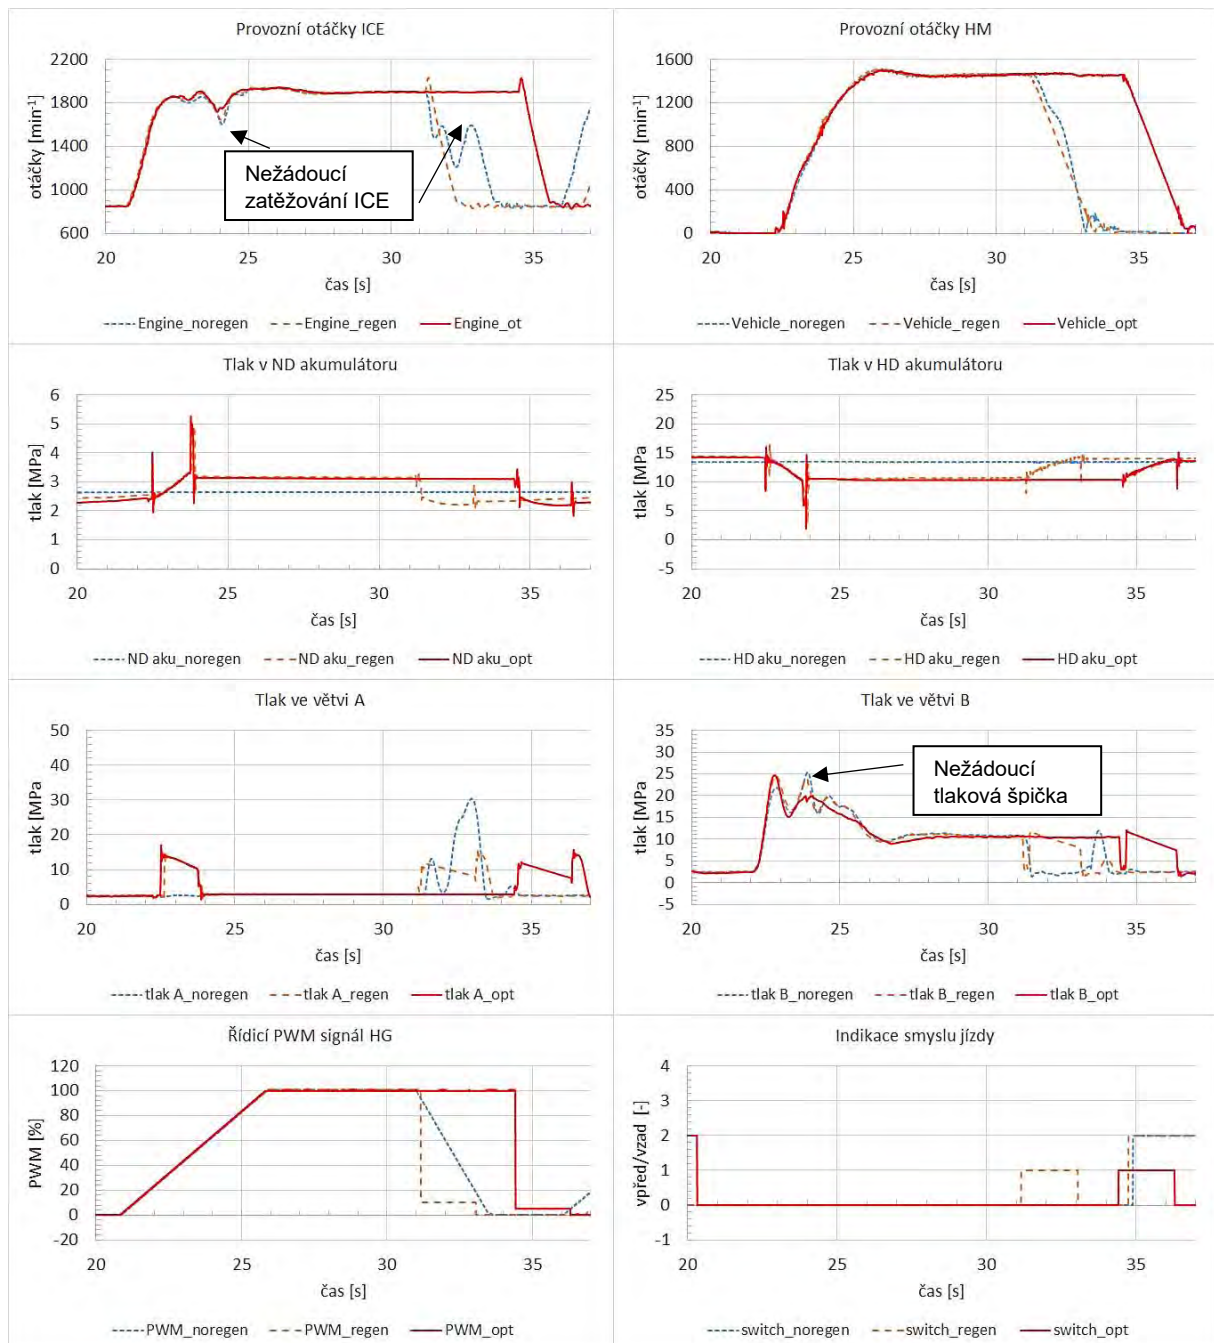 Provozní otáčky ICE
otáčky [min⁻¹]
2200
1800
1400
1000
600
Nežádoucí
zatěžování ICE
20 25 30 35
čas [s]
Engine_noregen Engine_regen Engine_ot
Provozní otáčky HM
otáčky [min⁻¹]
1600
1200
800
400
0
20 25 30 35
čas [s]
Vehicle_noregen Vehicle_regen Vehicle_opt
Tlak v ND akumulátoru
tlak [MPa]
6
5
4
3
2
1
0
20 25 30 35
čas [s]
ND aku_noregen ND aku_regen ND aku_opt
Tlak v HD akumulátoru
tlak [MPa]
25
20
15
10
5
0
-5
20 25 30 35
čas [s]
HD aku_noregen HD aku_regen HD aku_opt
Tlak ve větvi A
tlak [MPa
50
40
30
20
10
0
20 25 30 35
čas [s]
tlak A_noregen tlak A_regen tlak A_opt
Tlak ve větvi B
tlak [MPa
35
30
25
20
15
10
5
0
-5
Nežádoucí
tlaková špička
20 25 30 35
čas [s]
tlak B_noregen tlak B_regen tlak B_opt
Řídicí PWM signál HG
PWM [%]
120
100
80
60
40
20
0
-20
20 25 30 35
čas [s]
PWM_noregen PWM_regen PWM_opt
Indikace smyslu jízdy
vpřed/vzad [-]
4
3
2
1
0
-1
20 25 30 35
čas [s]
switch_noregen switch_regen switch_opt